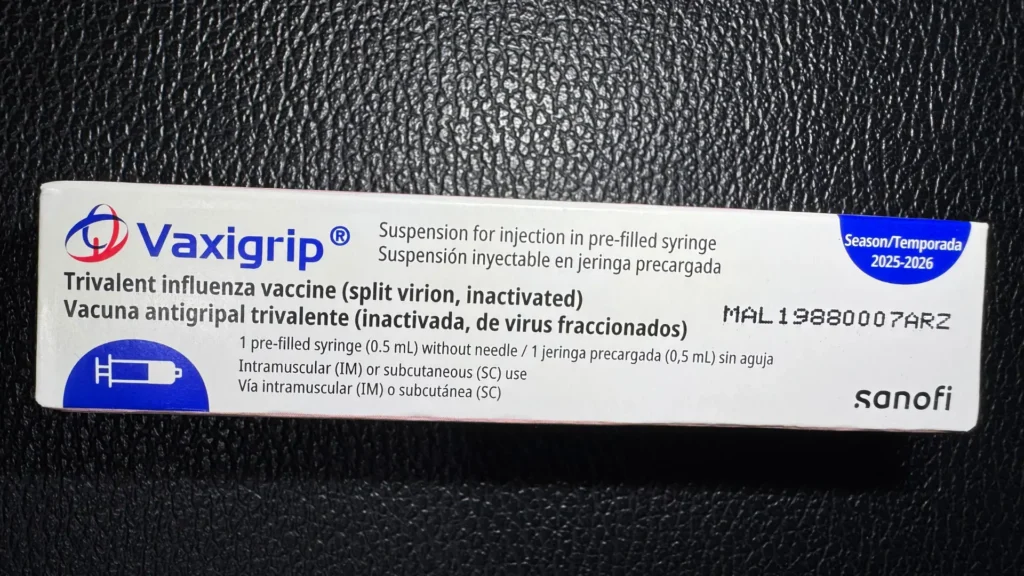 Vaxigrip®
Suspension for injection in pre-filled syringe
Suspensión inyectable en jeringa precargada
Season/Temporada
2025-2026
Trivalent influenza vaccine (split virion, inactivated)
Vacuna antigripal trivalente (inactivada, de virus fraccionados)
MAL19880007ARZ
1 pre-filled syringe (0.5 mL) without needle / 1 jeringa precargada (0,5 mL) sin aguja
Intramuscular (IM) or subcutaneous (SC) use
Vía intramuscular (IM) o subcutánea (SC)
sanofi